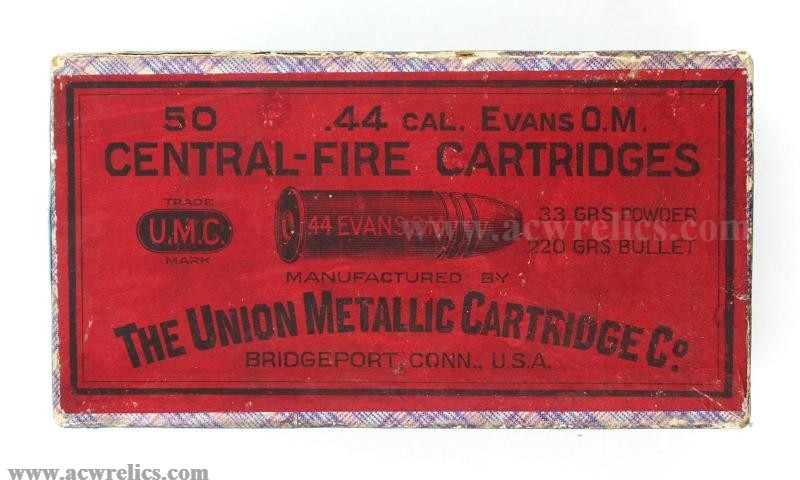 50 .44 CAL. EVANS O.M.
CENTRAL-FIRE CARTRIDGES
TRADE
U.M.C.
MARK
44 EVANS O.M.
33 GRS POWDER
220 GRS BULLET
www.acwrelics.com
MANUFACTURED BY
THE UNION METALLIC CARTRIDGE Co.
BRIDGEPORT, CONN., U.S.A.
www.acwrelics.com